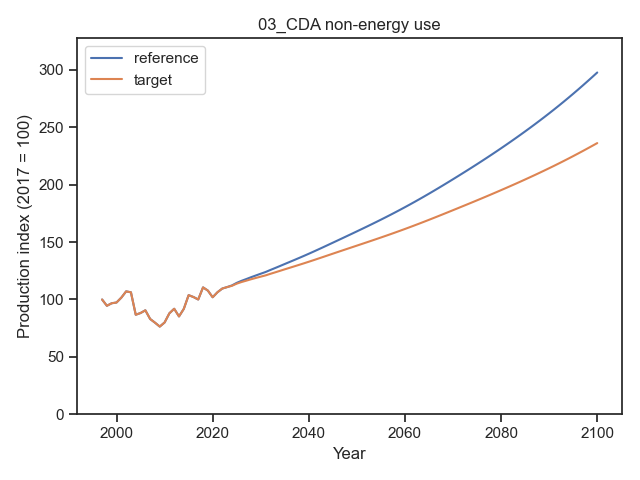 03_CDA non-energy use
reference
target
Production index (2017 = 100)
300
250
200
150
100
50
0
2000
2020
2040
2060
2080
2100
Year